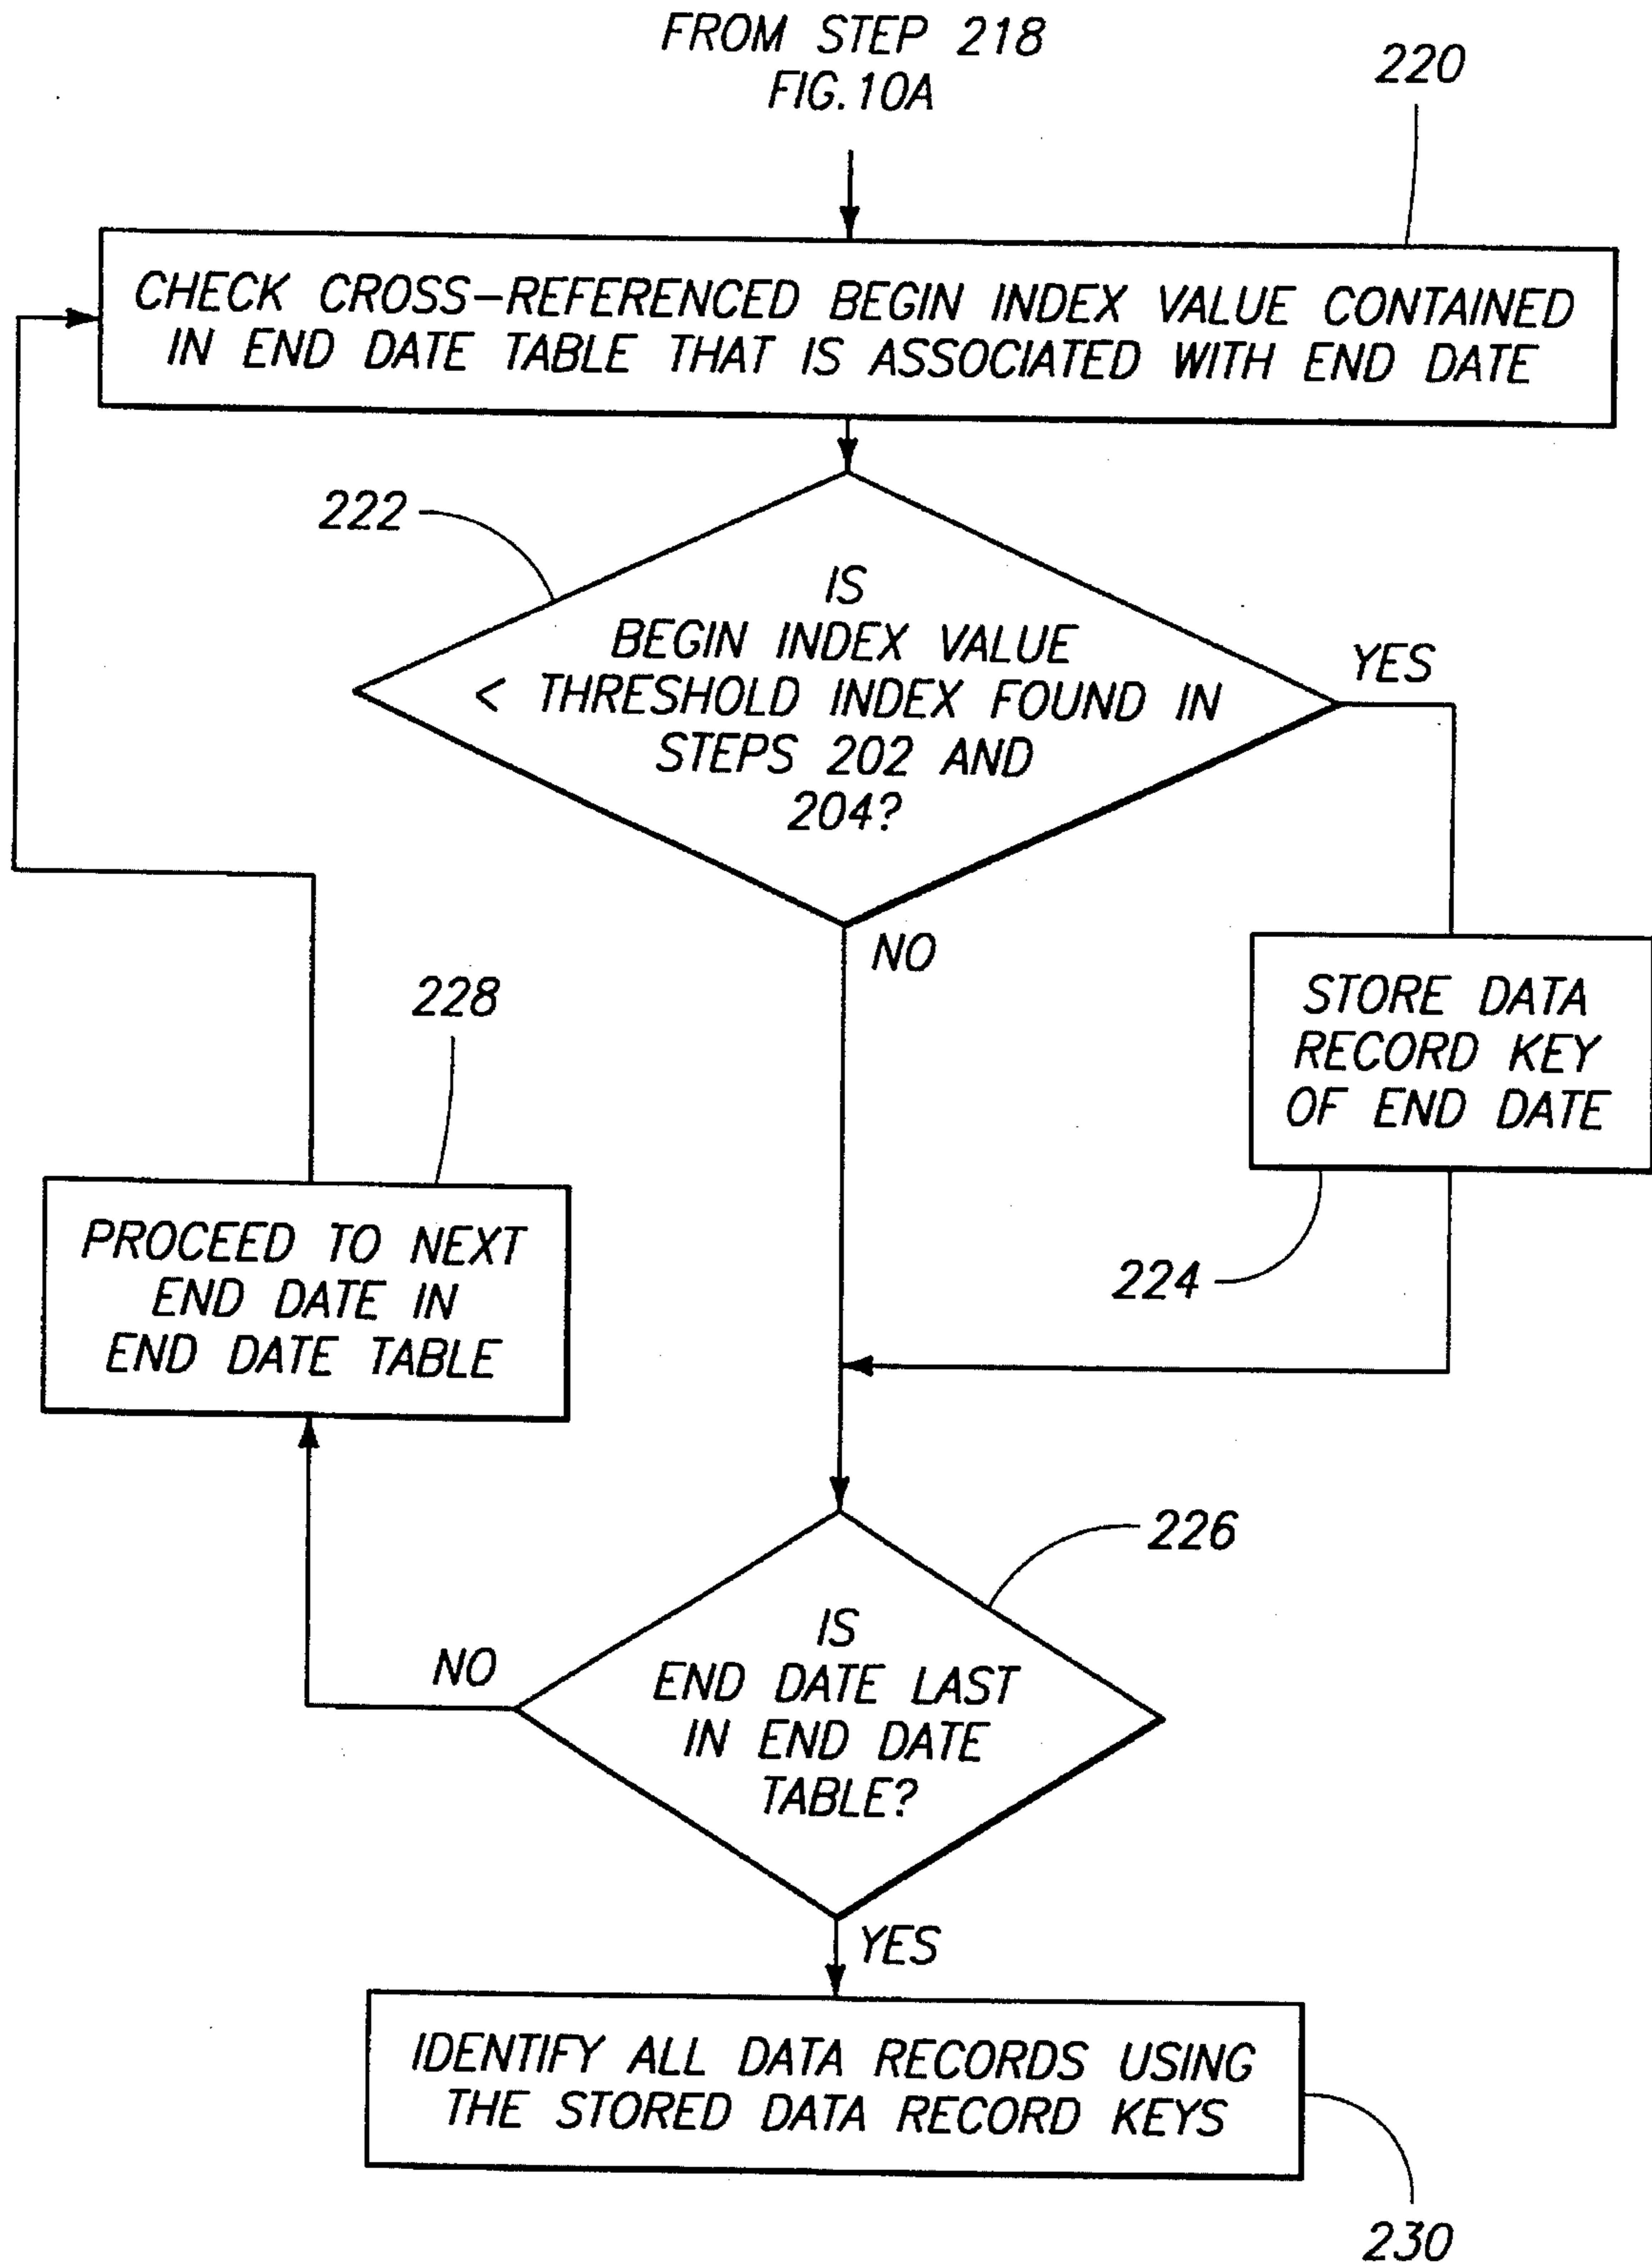 FROM STEP 218
FIG.10A
220
CHECK CROSS-REFERENCED BEGIN INDEX VALUE CONTAINED
IN END DATE TABLE THAT IS ASSOCIATED WITH END DATE
222
IS
BEGIN INDEX VALUE
< THRESHOLD INDEX FOUND IN
STEPS 202 AND
204?
YES
NO
STORE DATA
RECORD KEY
OF END DATE
224
228
PROCEED TO NEXT
END DATE IN
END DATE TABLE
226
IS
END DATE LAST
IN END DATE
TABLE?
NO
YES
IDENTIFY ALL DATA RECORDS USING
THE STORED DATA RECORD KEYS
230